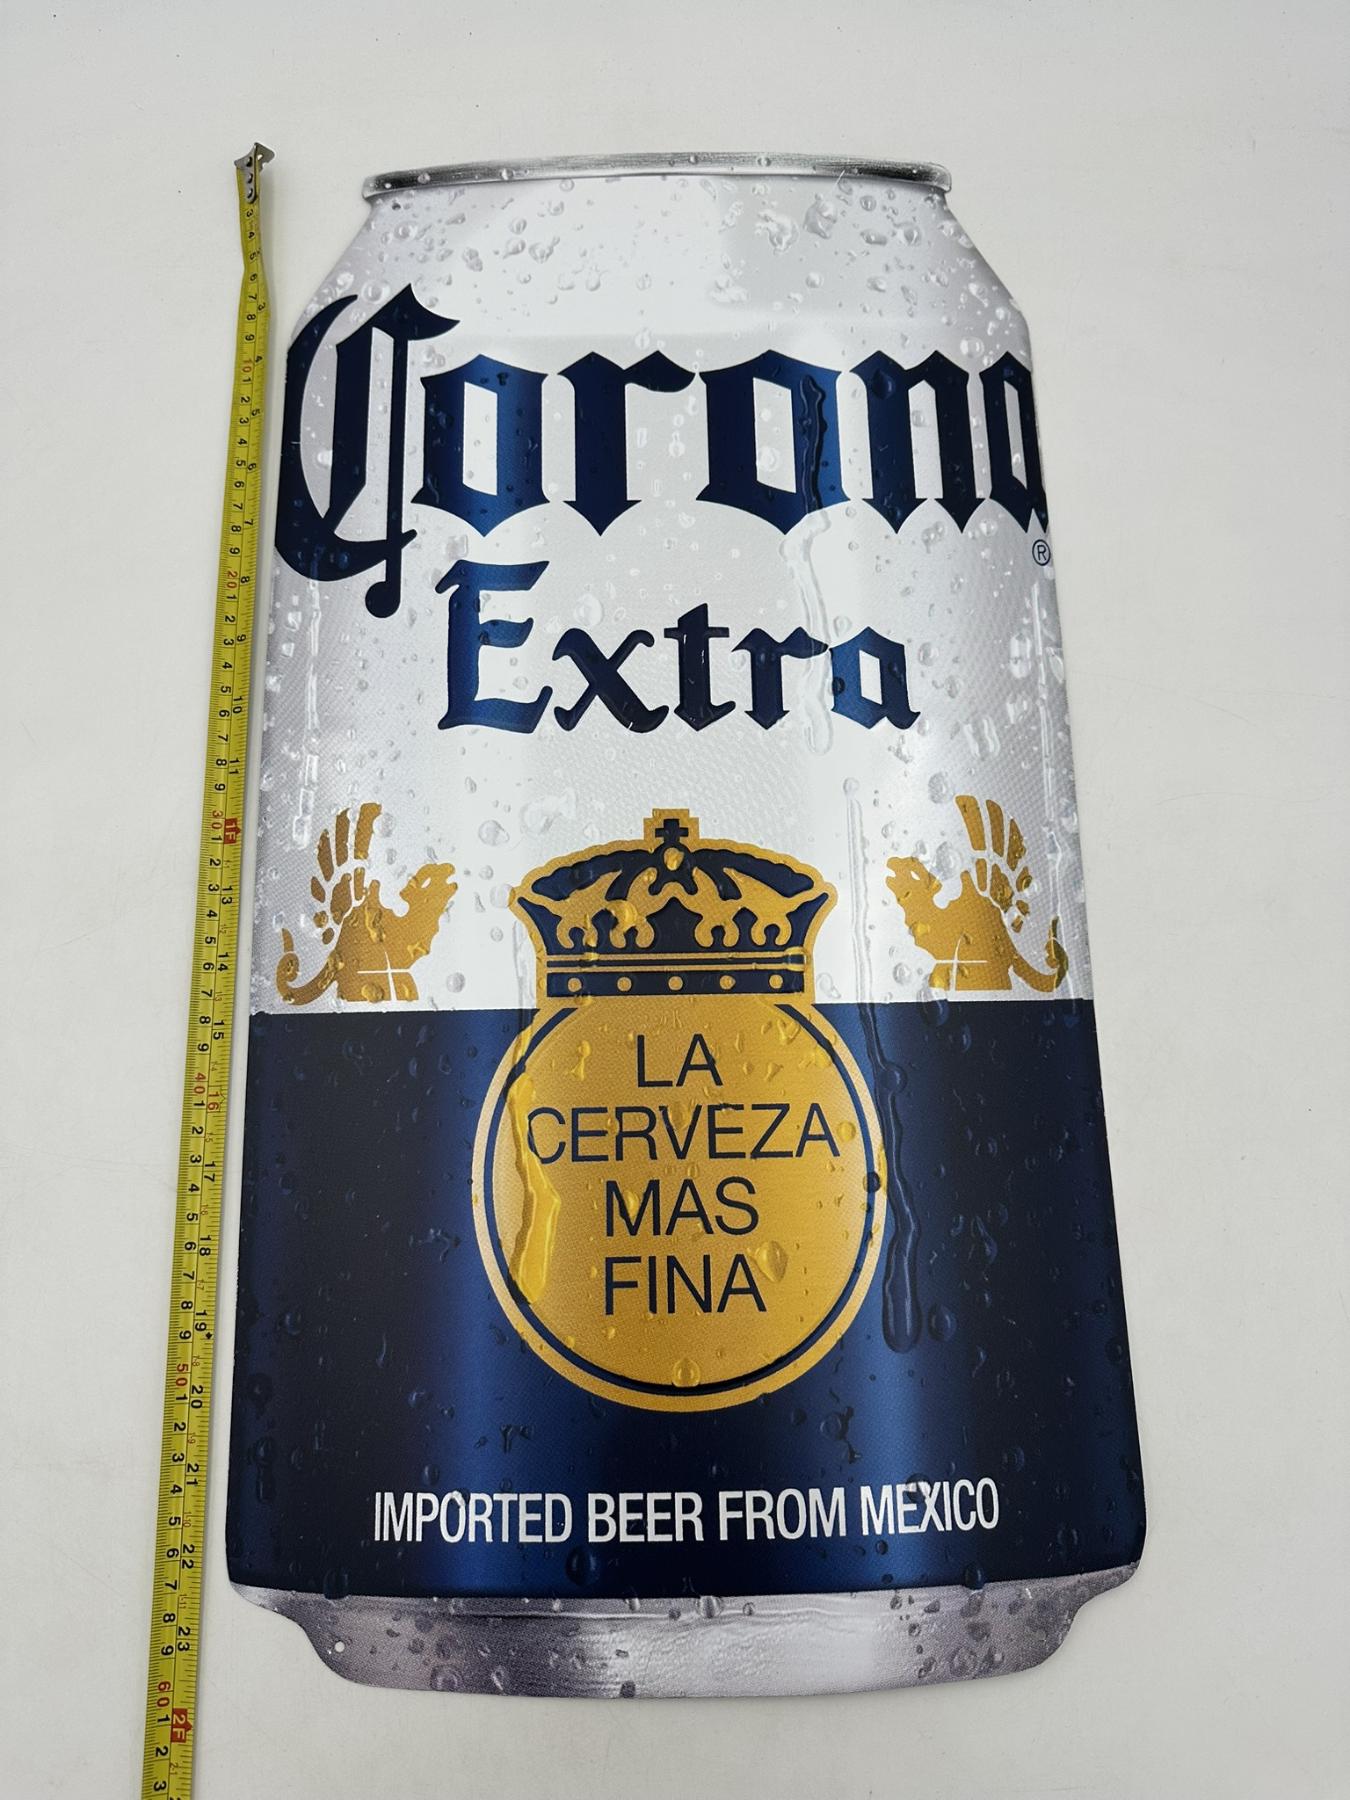 Corona
®
Extra
LA
CERVEZA
MAS
FINA
IMPORTED BEER FROM MEXICO